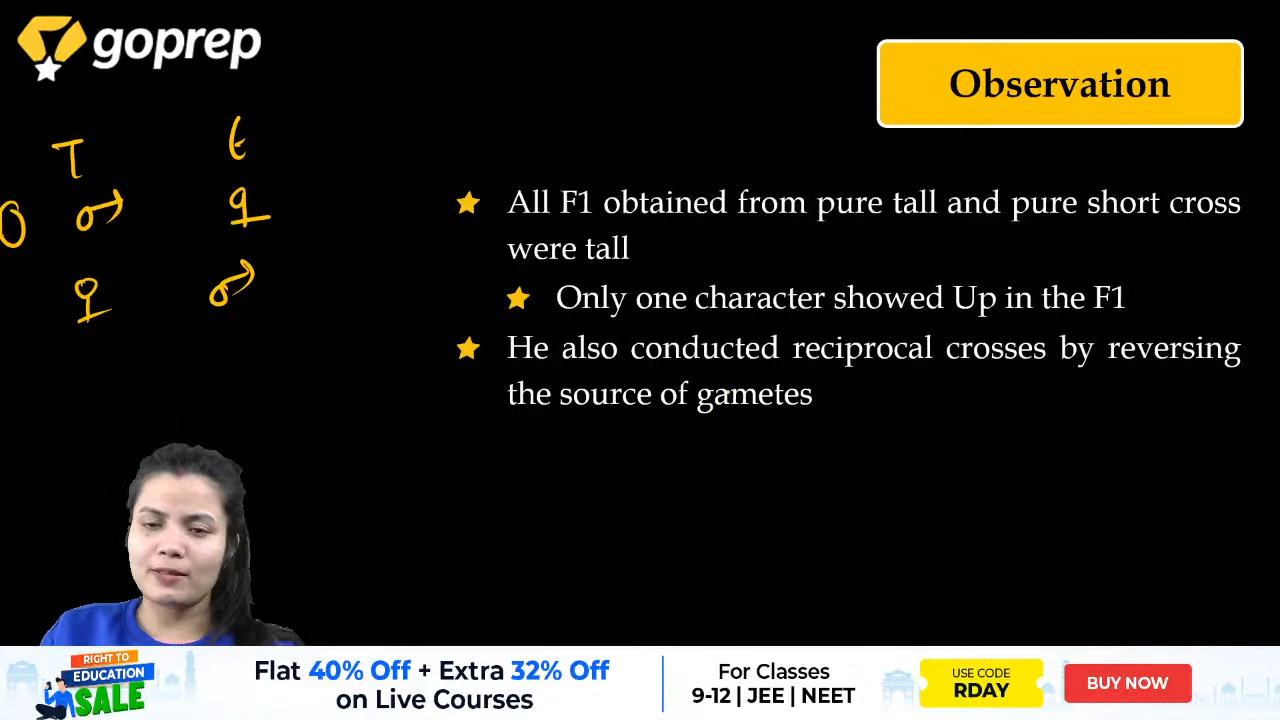 goprep
Observation
T t
O ♂ ♀
♀ ♂
All F1 obtained from pure tall and pure short cross
were tall
Only one character showed Up in the F1
He also conducted reciprocal crosses by reversing
the source of gametes
RIGHT TO
EDUCATION
SALE
Flat 40% Off + Extra 32% Off
on Live Courses
For Classes
9-12 | JEE | NEET
USE CODE
RDAY
BUY NOW